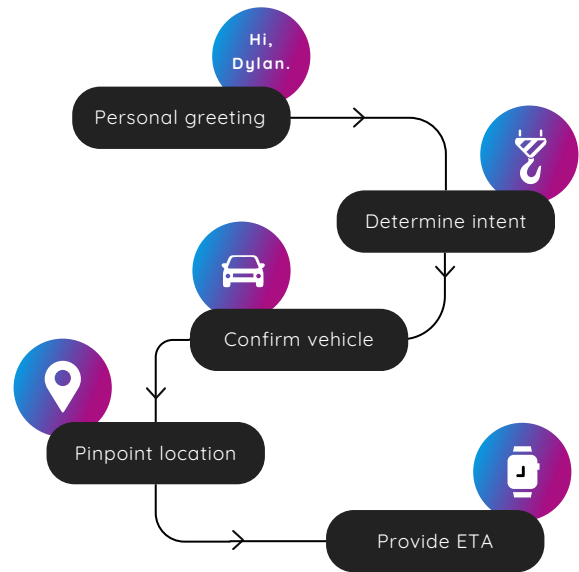 Hi,
Dylan.
Personal greeting
Determine intent
Confirm vehicle
Pinpoint location
Provide ETA